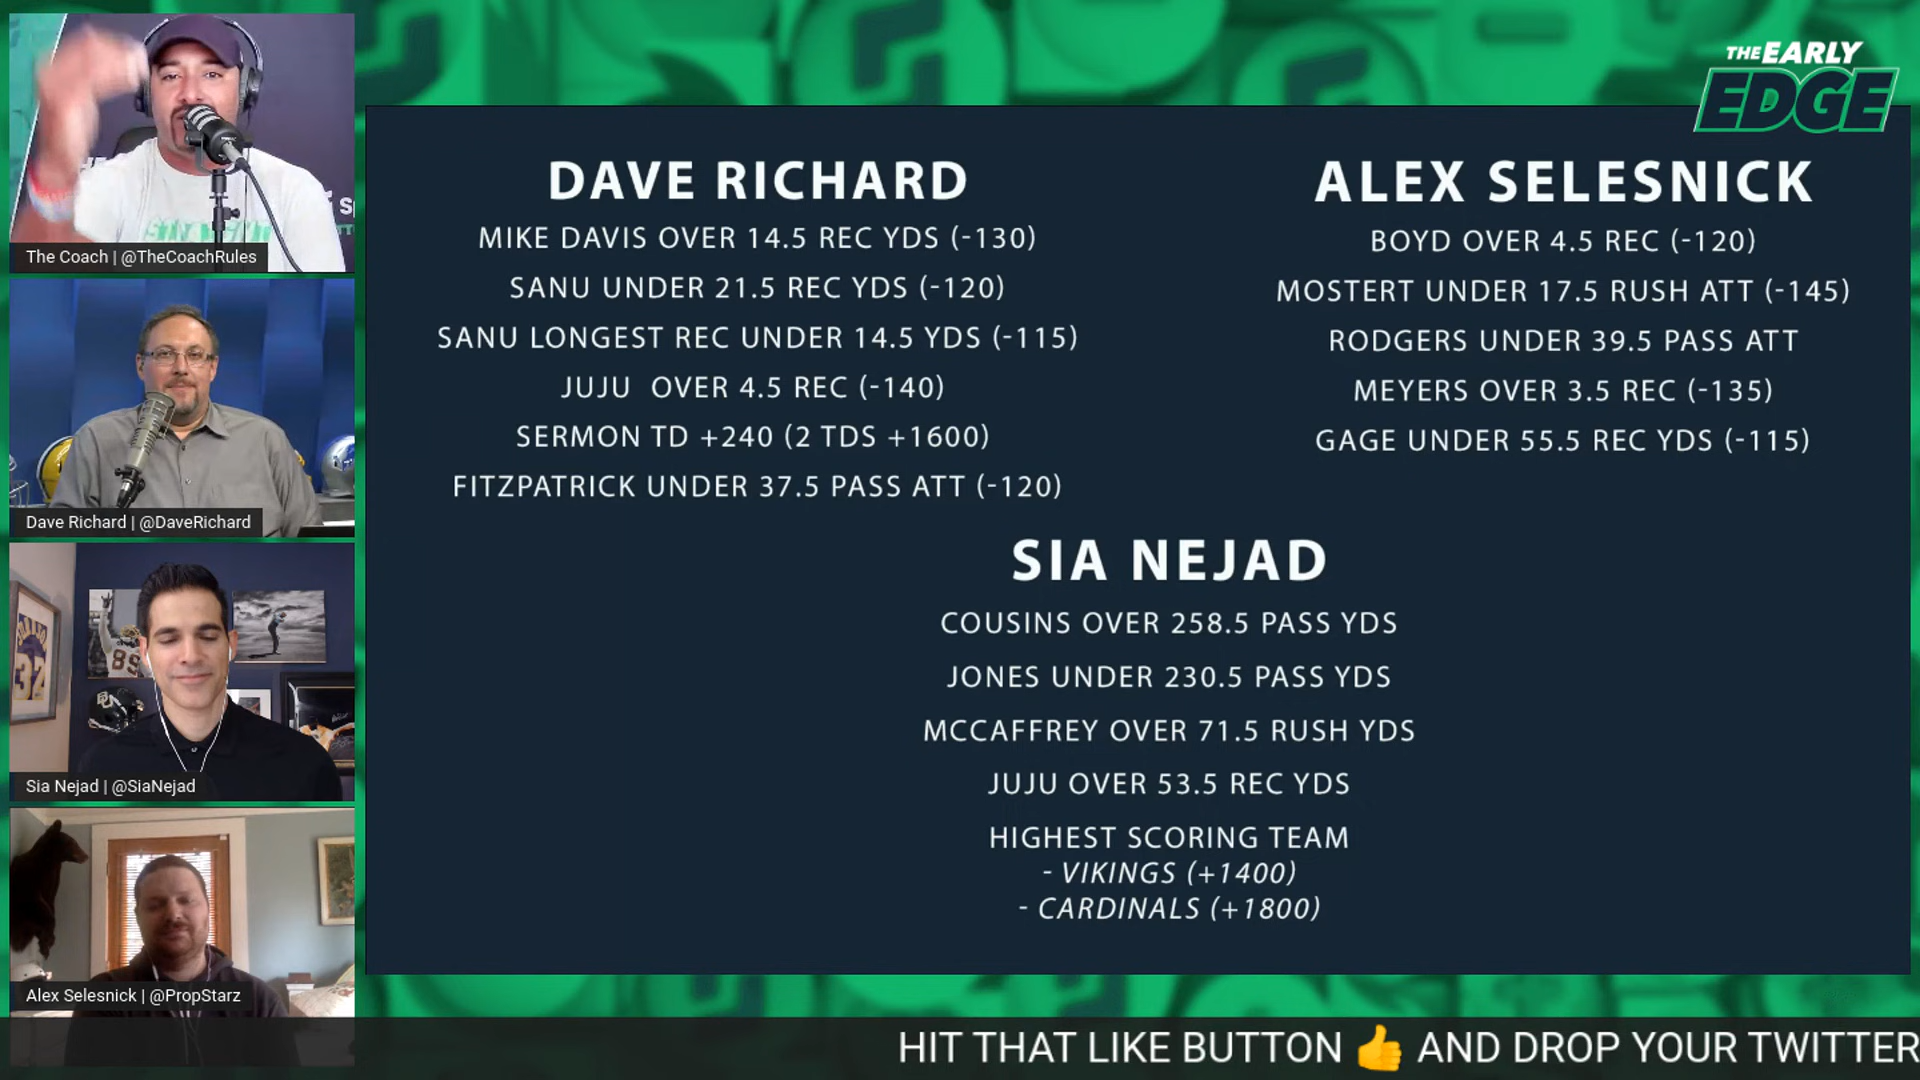 THE EARLY
EDGE
DAVE RICHARD
MIKE DAVIS OVER 14.5 REC YDS (-130)
SANU UNDER 21.5 REC YDS (-120)
SANU LONGEST REC UNDER 14.5 YDS (-115)
JUJU OVER 4.5 REC (-140)
SERMON TD +240 (2 TDS +1600)
FITZPATRICK UNDER 37.5 PASS ATT (-120)
ALEX SELESNICK
BOYD OVER 4.5 REC (-120)
MOSTERT UNDER 17.5 RUSH ATT (-145)
RODGERS UNDER 39.5 PASS ATT
MEYERS OVER 3.5 REC (-135)
GAGE UNDER 55.5 REC YDS (-115)
SIA NEJAD
COUSINS OVER 258.5 PASS YDS
JONES UNDER 230.5 PASS YDS
MCCAFFREY OVER 71.5 RUSH YDS
JUJU OVER 53.5 REC YDS
HIGHEST SCORING TEAM
- VIKINGS (+1400)
- CARDINALS (+1800)
The Coach | @TheCoachRules
Dave Richard | @DaveRichard
89
32
Sia Nejad | @SiaNejad
Alex Selesnick | @PropStarz
HIT THAT LIKE BUTTON 👍 AND DROP YOUR TWITTER